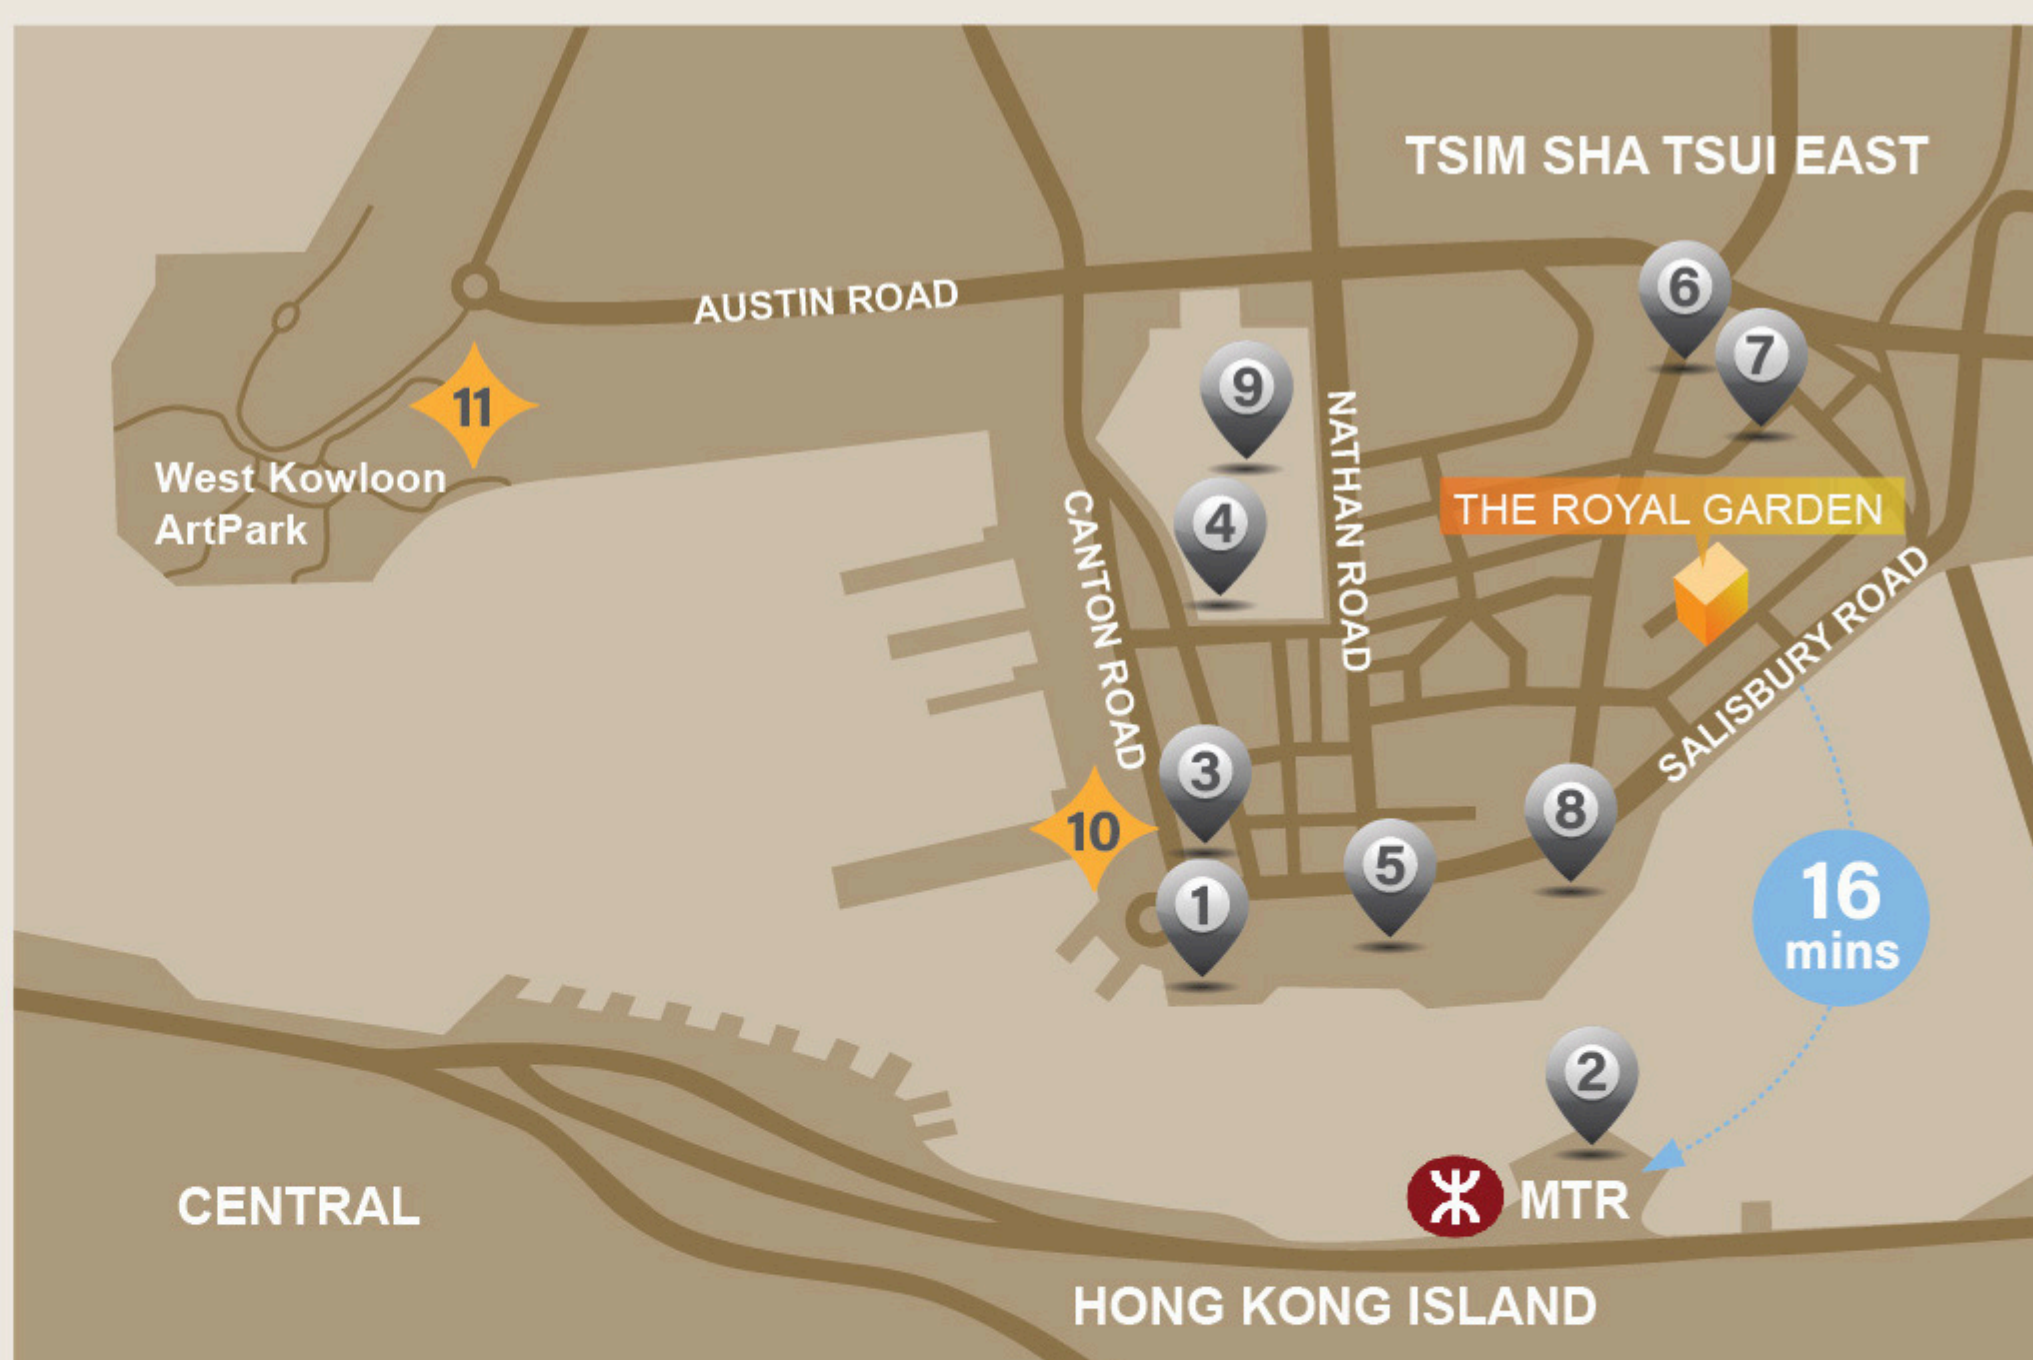 TSIM SHA TSUI EAST
6
AUSTIN ROAD
7
9
11
NATHAN ROAD
West Kowloon
ArtPark
THE ROYAL GARDEN
4
CANTON ROAD
SALISBURY ROAD
3
8
10
5
1
16
mins
2
MTR
CENTRAL
HONG KONG ISLAND